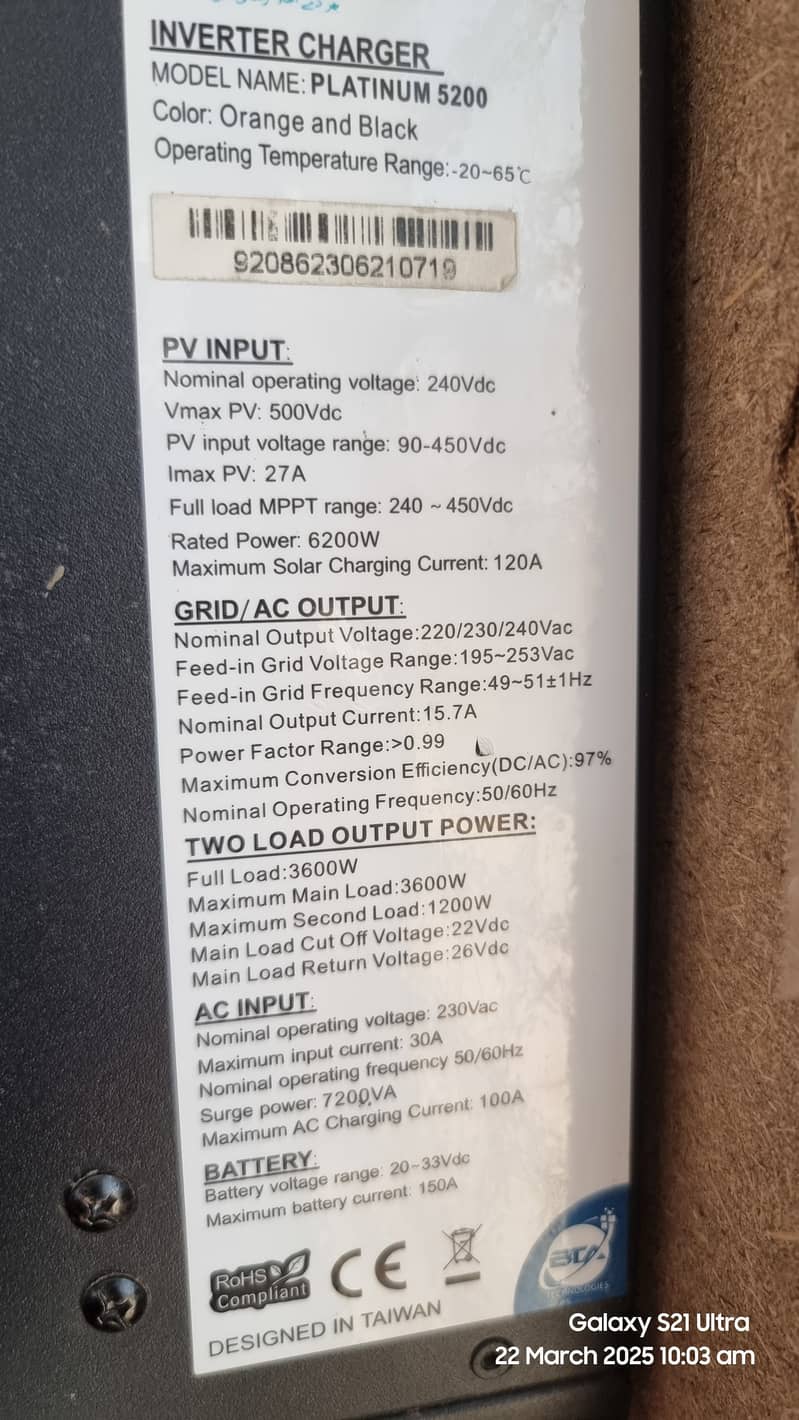 INVERTER CHARGER
MODEL NAME: PLATINUM 5200
Color: Orange and Black
Operating Temperature Range:-20~65℃
920862306210719
PV INPUT:
Nominal operating voltage: 240Vdc
Vmax PV: 500Vdc
PV input voltage range: 90-450Vdc
Imax PV: 27A
Full load MPPT range: 240 ~ 450Vdc
Rated Power: 6200W
Maximum Solar Charging Current: 120A
GRID/AC OUTPUT:
Nominal Output Voltage:220/230/240Vac
Feed-in Grid Voltage Range:195~253Vac
Feed-in Grid Frequency Range:49~51±1Hz
Nominal Output Current:15.7A
Power Factor Range:>0.99
Maximum Conversion Efficiency(DC/AC):97%
Nominal Operating Frequency:50/60Hz
TWO LOAD OUTPUT POWER:
Full Load:3600W
Maximum Main Load:3600W
Maximum Second Load:1200W
Main Load Cut Off Voltage:22Vdc
Main Load Return Voltage:26Vdc
AC INPUT:
Nominal operating voltage: 230Vac
Maximum input current: 30A
Nominal operating frequency 50/60Hz
Surge power: 7200VA
Maximum AC Charging Current: 100A
BATTERY:
Battery voltage range: 20~33Vdc
Maximum battery current: 150A
RoHS
Compliant
CE
TECHNOLOGIES
DESIGNED IN TAIWAN
Galaxy S21 Ultra
22 March 2025 10:03 am